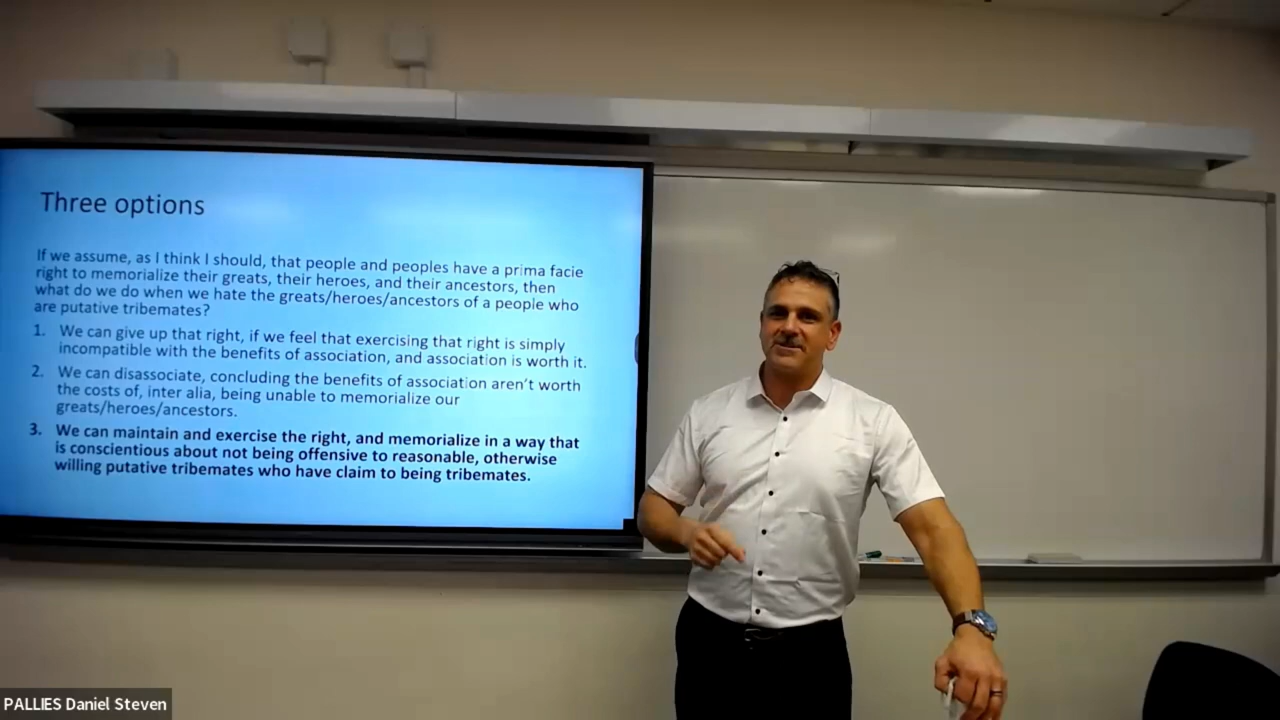 Three options
If we assume, as I think I should, that people and peoples have a prima facie
right to memorialize their greats, their heroes, and their ancestors, then
what do we do when we hate the greats/heroes/ancestors of a people who
are putative tribemates?
1. We can give up that right, if we feel that exercising that right is simply
incompatible with the benefits of association, and association is worth it.
2. We can disassociate, concluding the benefits of association aren't worth
the costs of, inter alia, being unable to memorialize our
greats/heroes/ancestors.
3. We can maintain and exercise the right, and memorialize in a way that
is conscientious about not being offensive to reasonable, otherwise
willing putative tribemates who have claim to being tribemates.
PALLIES Daniel Steven